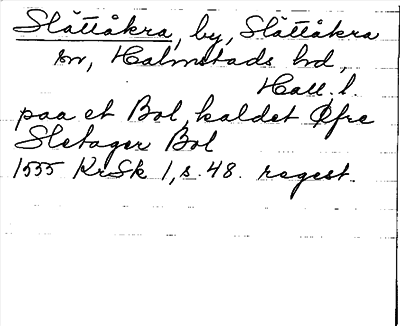 Slättåkra, by, Slättåkra
sn, Halmstads hd,
Hall. l.
paa et Bol, kaldet Øfre
Sletager Bol
1555 KrSk 1, s. 48. regest.